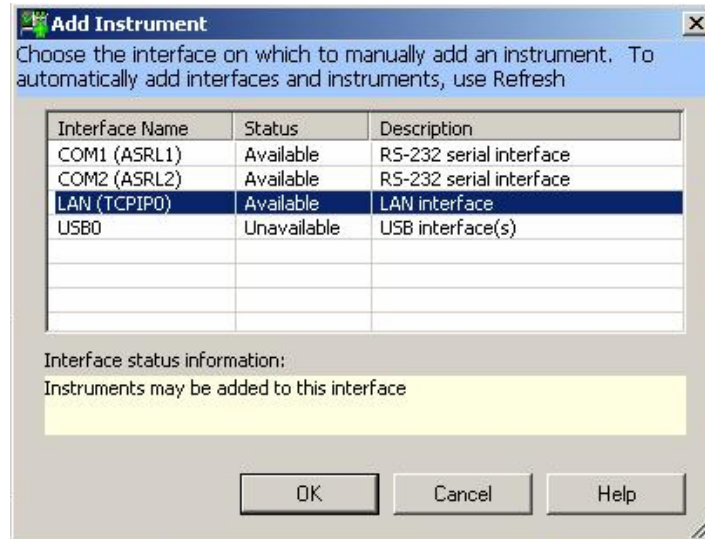 Add Instrument
Choose the interface on which to manually add an instrument. To
automatically add interfaces and instruments, use Refresh
Interface Name Status Description
COM1 (ASRL1) Available RS-232 serial interface
COM2 (ASRL2) Available RS-232 serial interface
LAN (TCPIP0) Available LAN interface
USB0 Unavailable USB interface(s)
Interface status information:
Instruments may be added to this interface
OK Cancel Help